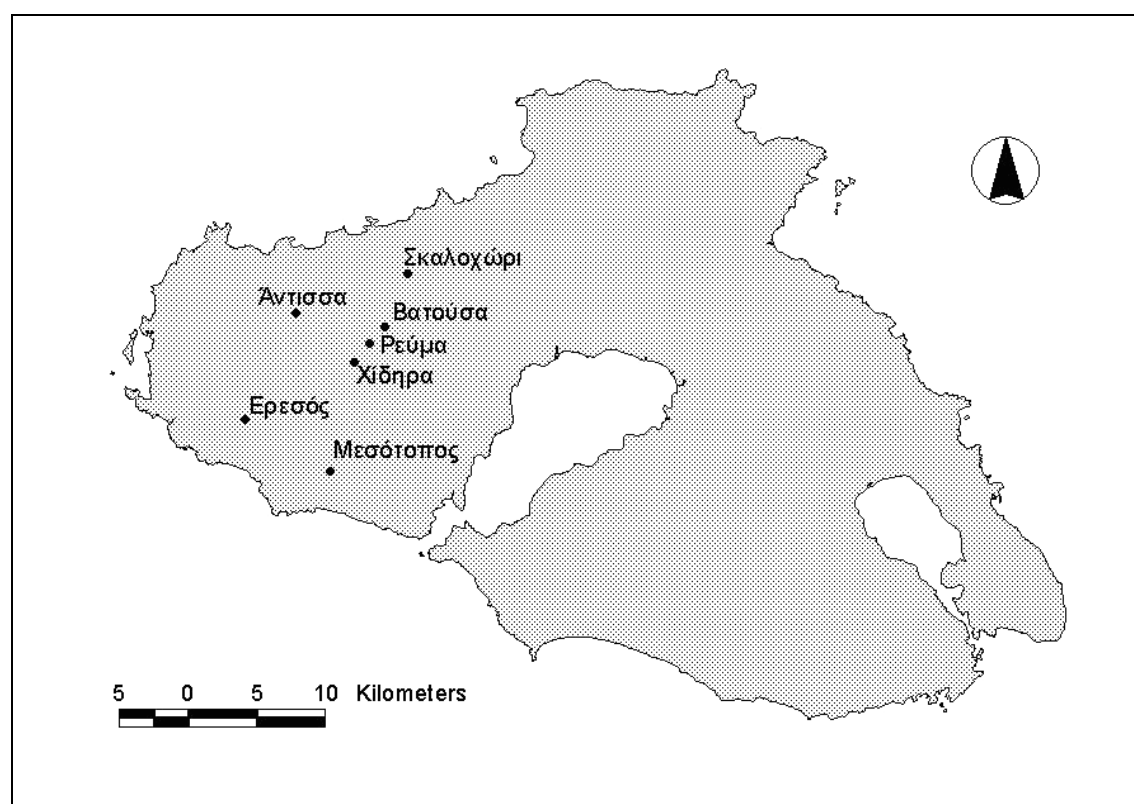 Σκαλοχώρι
Άντισσα
Βατούσα
Ρεύμα
Χίδηρα
Ερεσός
Μεσότοπος
5 0 5 10 Kilometers